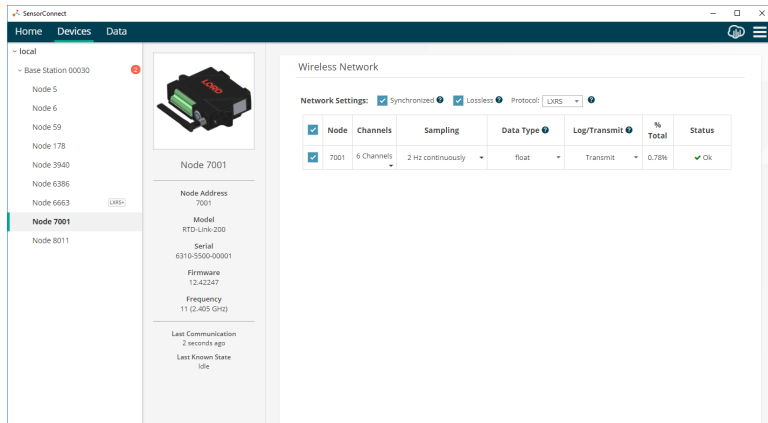 SensorConnect
Home Devices Data
local
Base Station 00030 2
Node 5
Node 6
Node 59
Node 178
Node 3940
Node 6386
Node 6663 LXRS+
Node 7001
Node 8011
LORD
Node 7001
Node Address
7001
Model
RTD-Link-200
Serial
6310-5500-00001
Firmware
12.42247
Frequency
11 (2.405 GHz)
Last Communication
2 seconds ago
Last Known State
Idle
Wireless Network
Network Settings: Synchronized ? Lossless ? Protocol: LXRS ?
Node Channels Sampling Data Type ? Log/Transmit ? % Total Status
7001 6 Channels 2 Hz continuously float Transmit 0.78% Ok